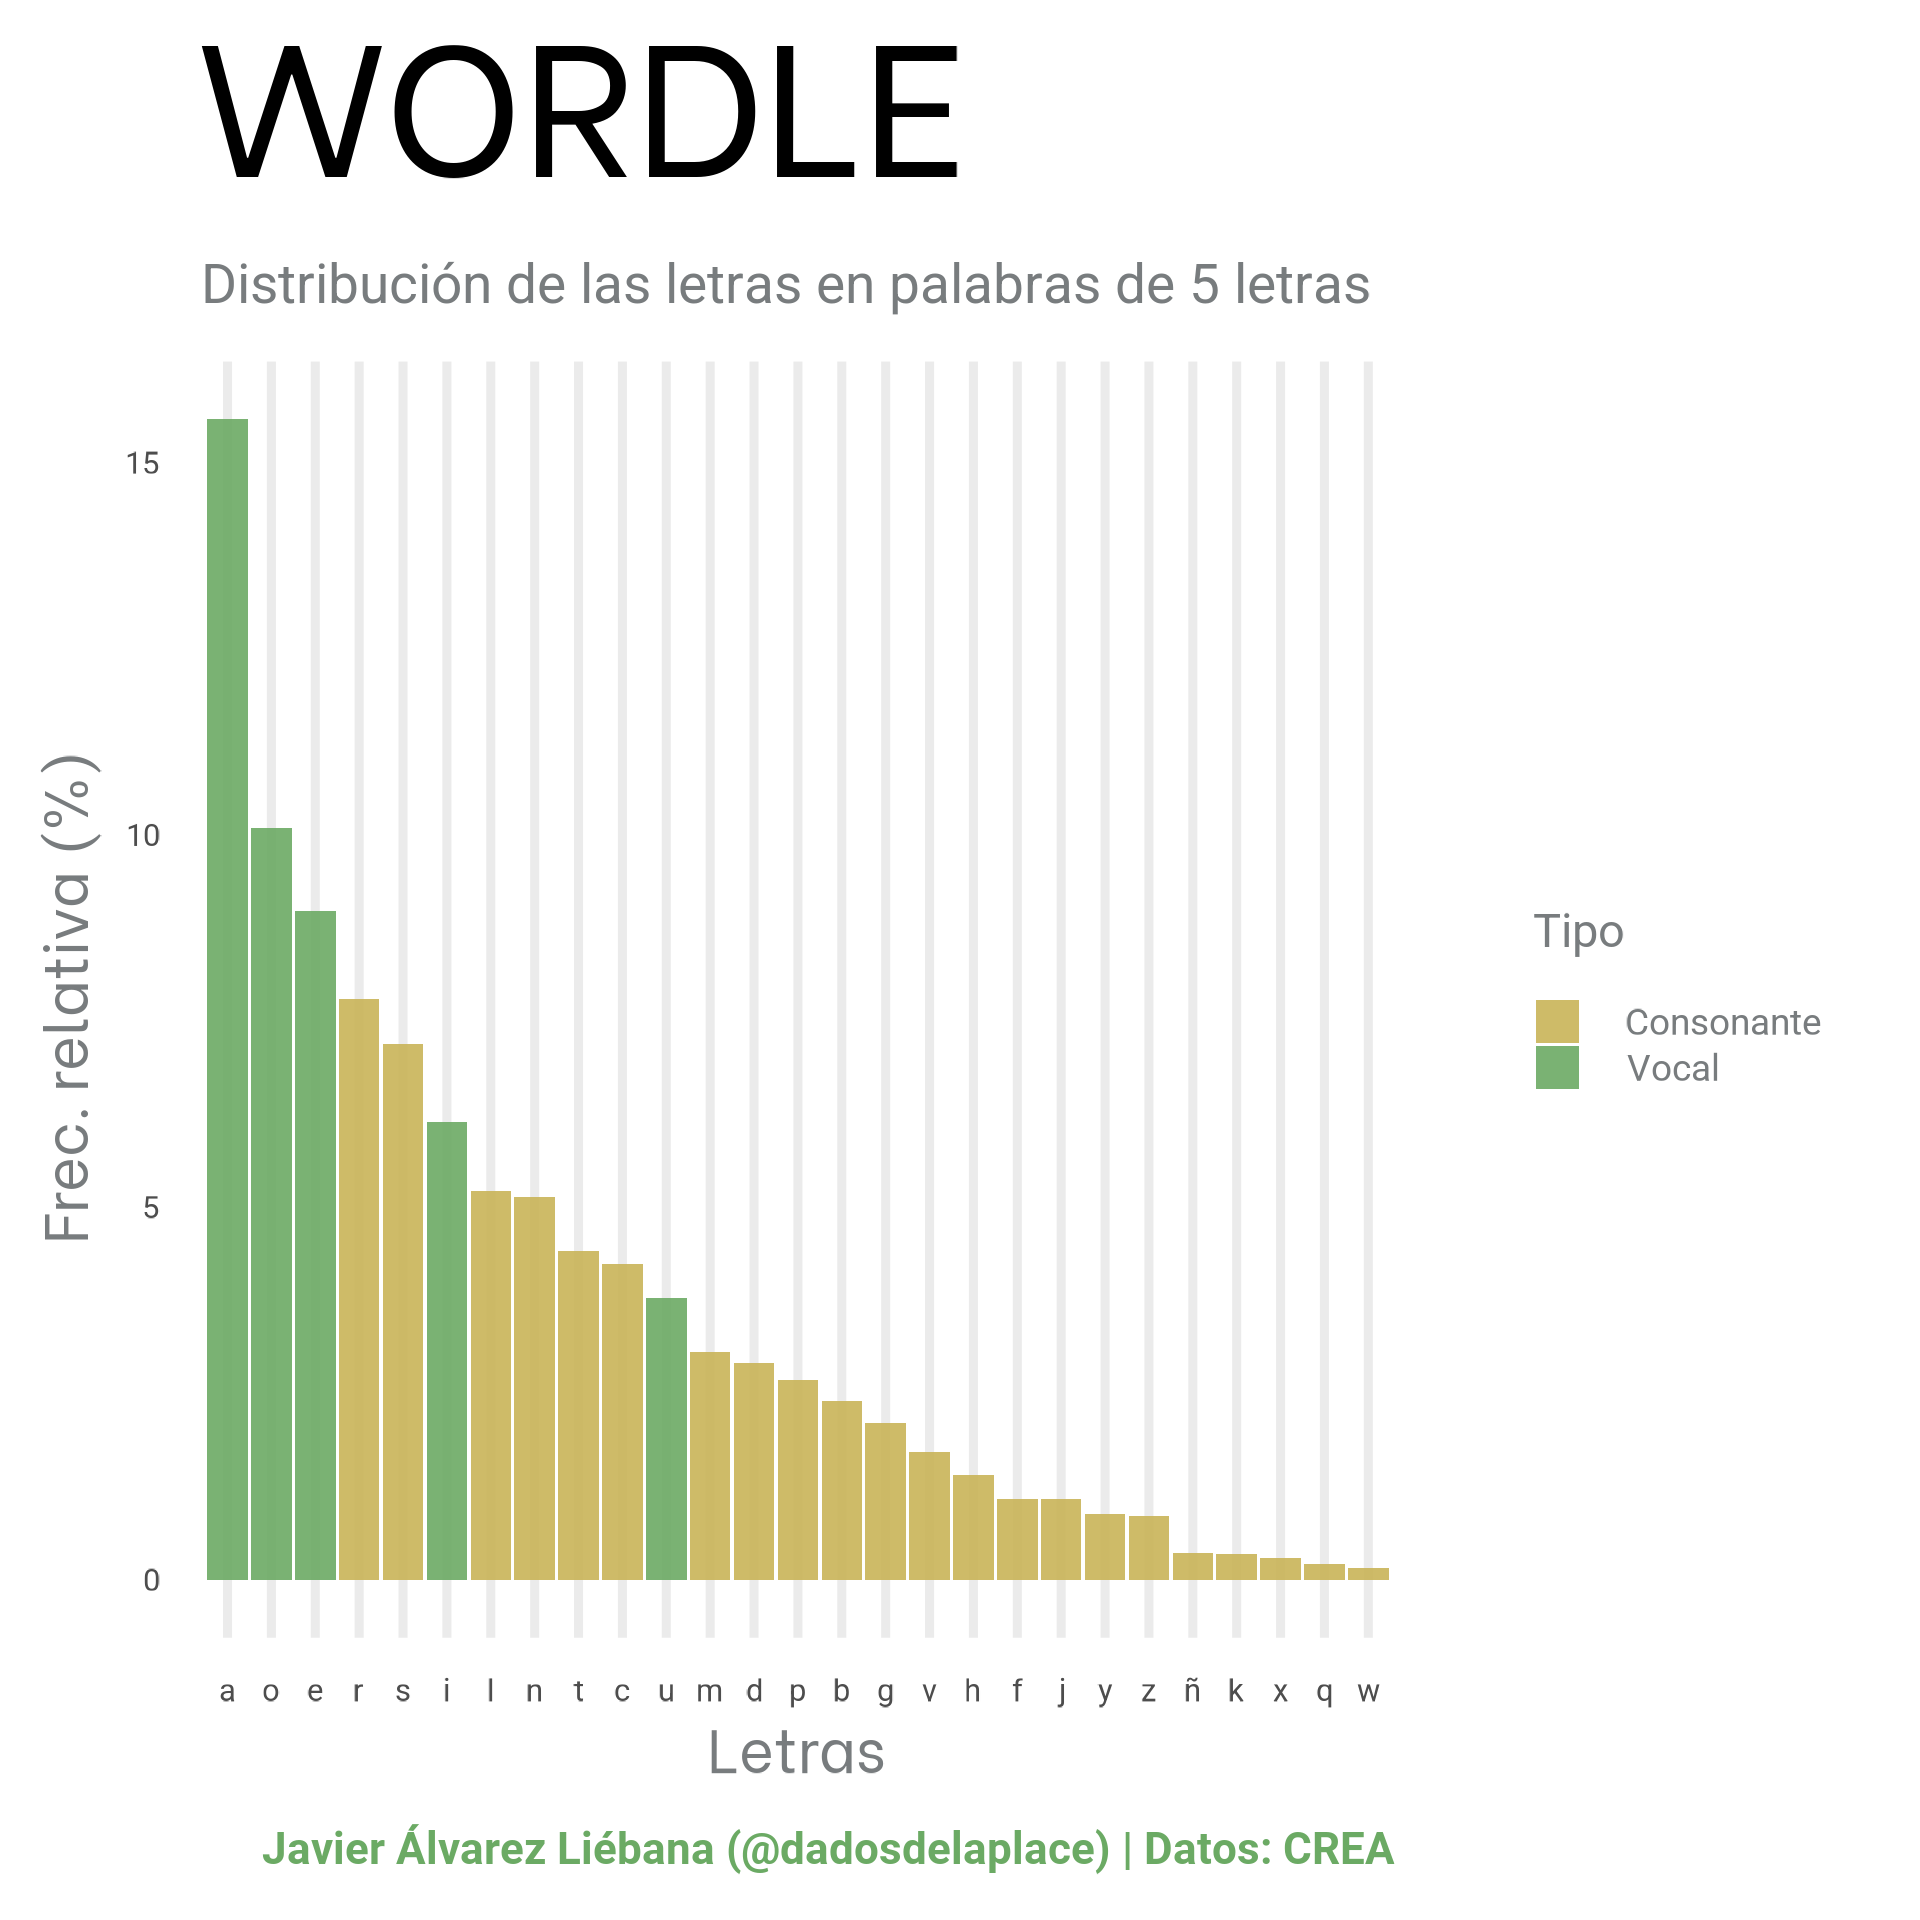 WORDLE
Distribución de las letras en palabras de 5 letras
Frec. relativa (%)
15
10
5
0
a o e r s i l n t c u m d p b g v h f j y z ñ k x q w
Letras
Tipo
Consonante
Vocal
Javier Álvarez Liébana (@dadosdelaplace) | Datos: CREA